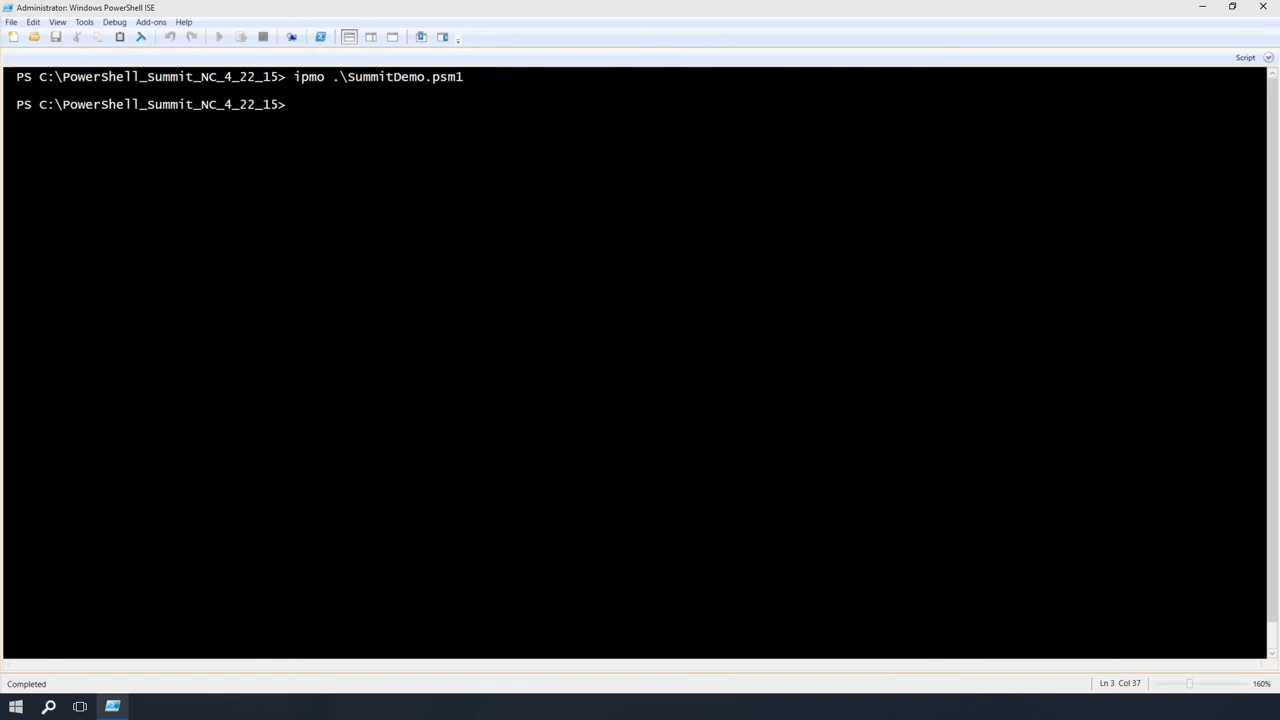 Administrator: Windows PowerShell ISE
File Edit View Tools Debug Add-ons Help
Script
PS C:\PowerShell_Summit_NC_4_22_15> ipmo .\SummitDemo.psm1
PS C:\PowerShell_Summit_NC_4_22_15>
Completed Ln 3 Col 37 160%